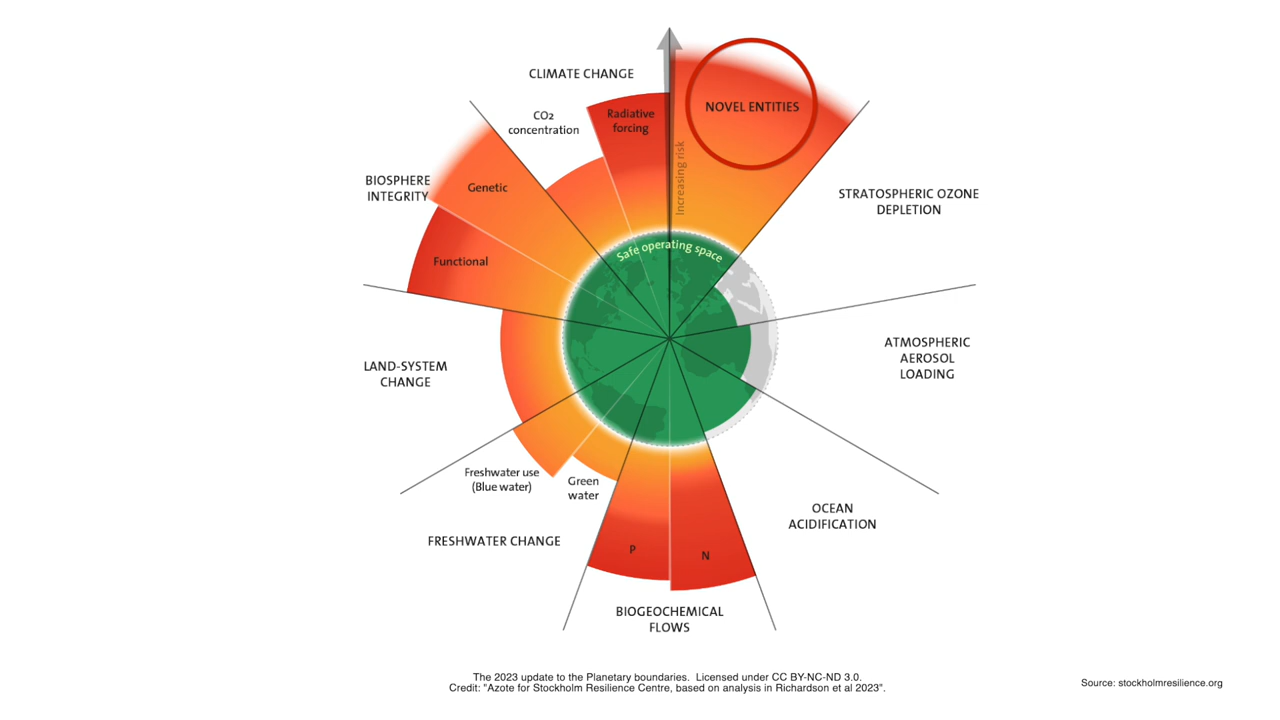 CLIMATE CHANGE
CO₂
concentration
Radiative
forcing
NOVEL ENTITIES
Increasing risk
BIOSPHERE
INTEGRITY
Genetic
Functional
STRATOSPHERIC OZONE
DEPLETION
Safe operating space
ATMOSPHERIC
AEROSOL
LOADING
LAND-SYSTEM
CHANGE
Freshwater use
(Blue water)
Green
water
FRESHWATER CHANGE
OCEAN
ACIDIFICATION
P
N
BIOGEOCHEMICAL
FLOWS
The 2023 update to the Planetary boundaries. Licensed under CC BY-NC-ND 3.0.
Credit: "Azote for Stockholm Resilience Centre, based on analysis in Richardson et al 2023".
Source: stockholmresilience.org